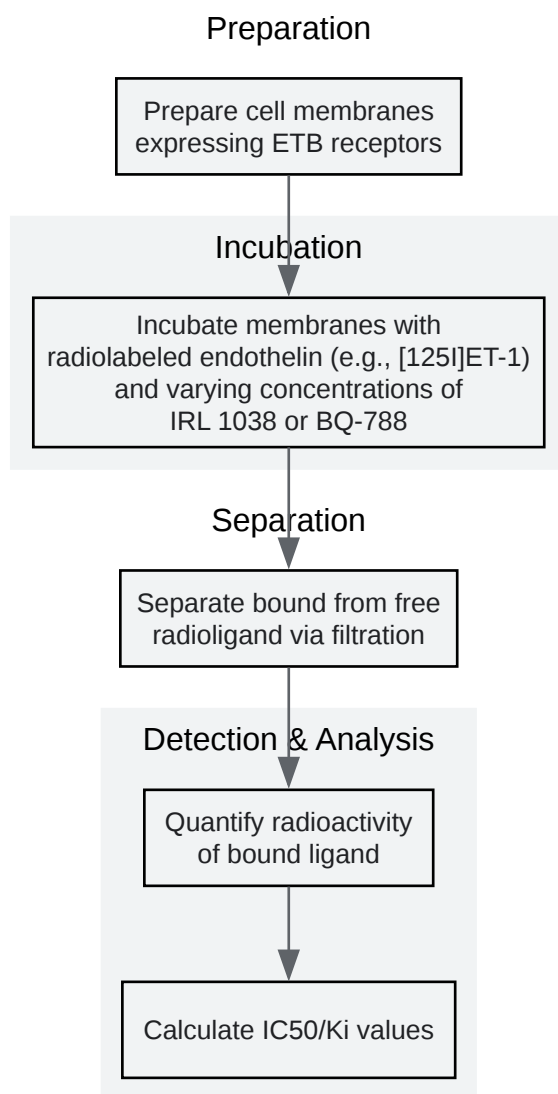 Preparation
Prepare cell membranes
expressing ETB receptors
Incubation
Incubate membranes with
radiolabeled endothelin (e.g., [125I]ET-1)
and varying concentrations of
IRL 1038 or BQ-788
Separation
Separate bound from free
radioligand via filtration
Detection & Analysis
Quantify radioactivity
of bound ligand
Calculate IC50/Ki values